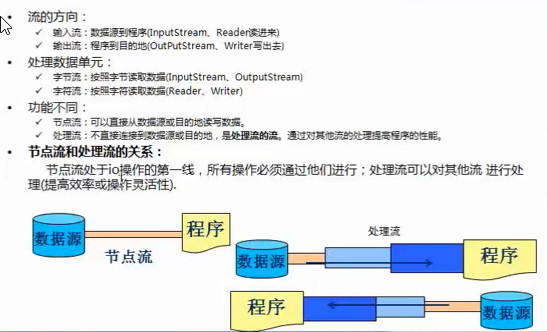 流的方向：
输入流：数据源到程序(InputStream、Reader读进来)
输出流：程序到目的地(OutPutStream、Writer写出去)
处理数据单元：
字节流：按照字节读取数据(InputStream、OutputStream)
字符流：按照字符读取数据(Reader、Writer)
功能不同：
节点流：可以直接从数据源或目的地读写数据。
处理流：不直接连接到数据源或目的地，是处理流的流。通过对其他流的处理提高程序的性能。
节点流和处理流的关系：
节点流处于io操作的第一线，所有操作必须通过他们进行；处理流可以对其他流 进行处
理(提高效率或操作灵活性).
数据源
程序
节点流
处理流
数据源
程序
程序
数据源